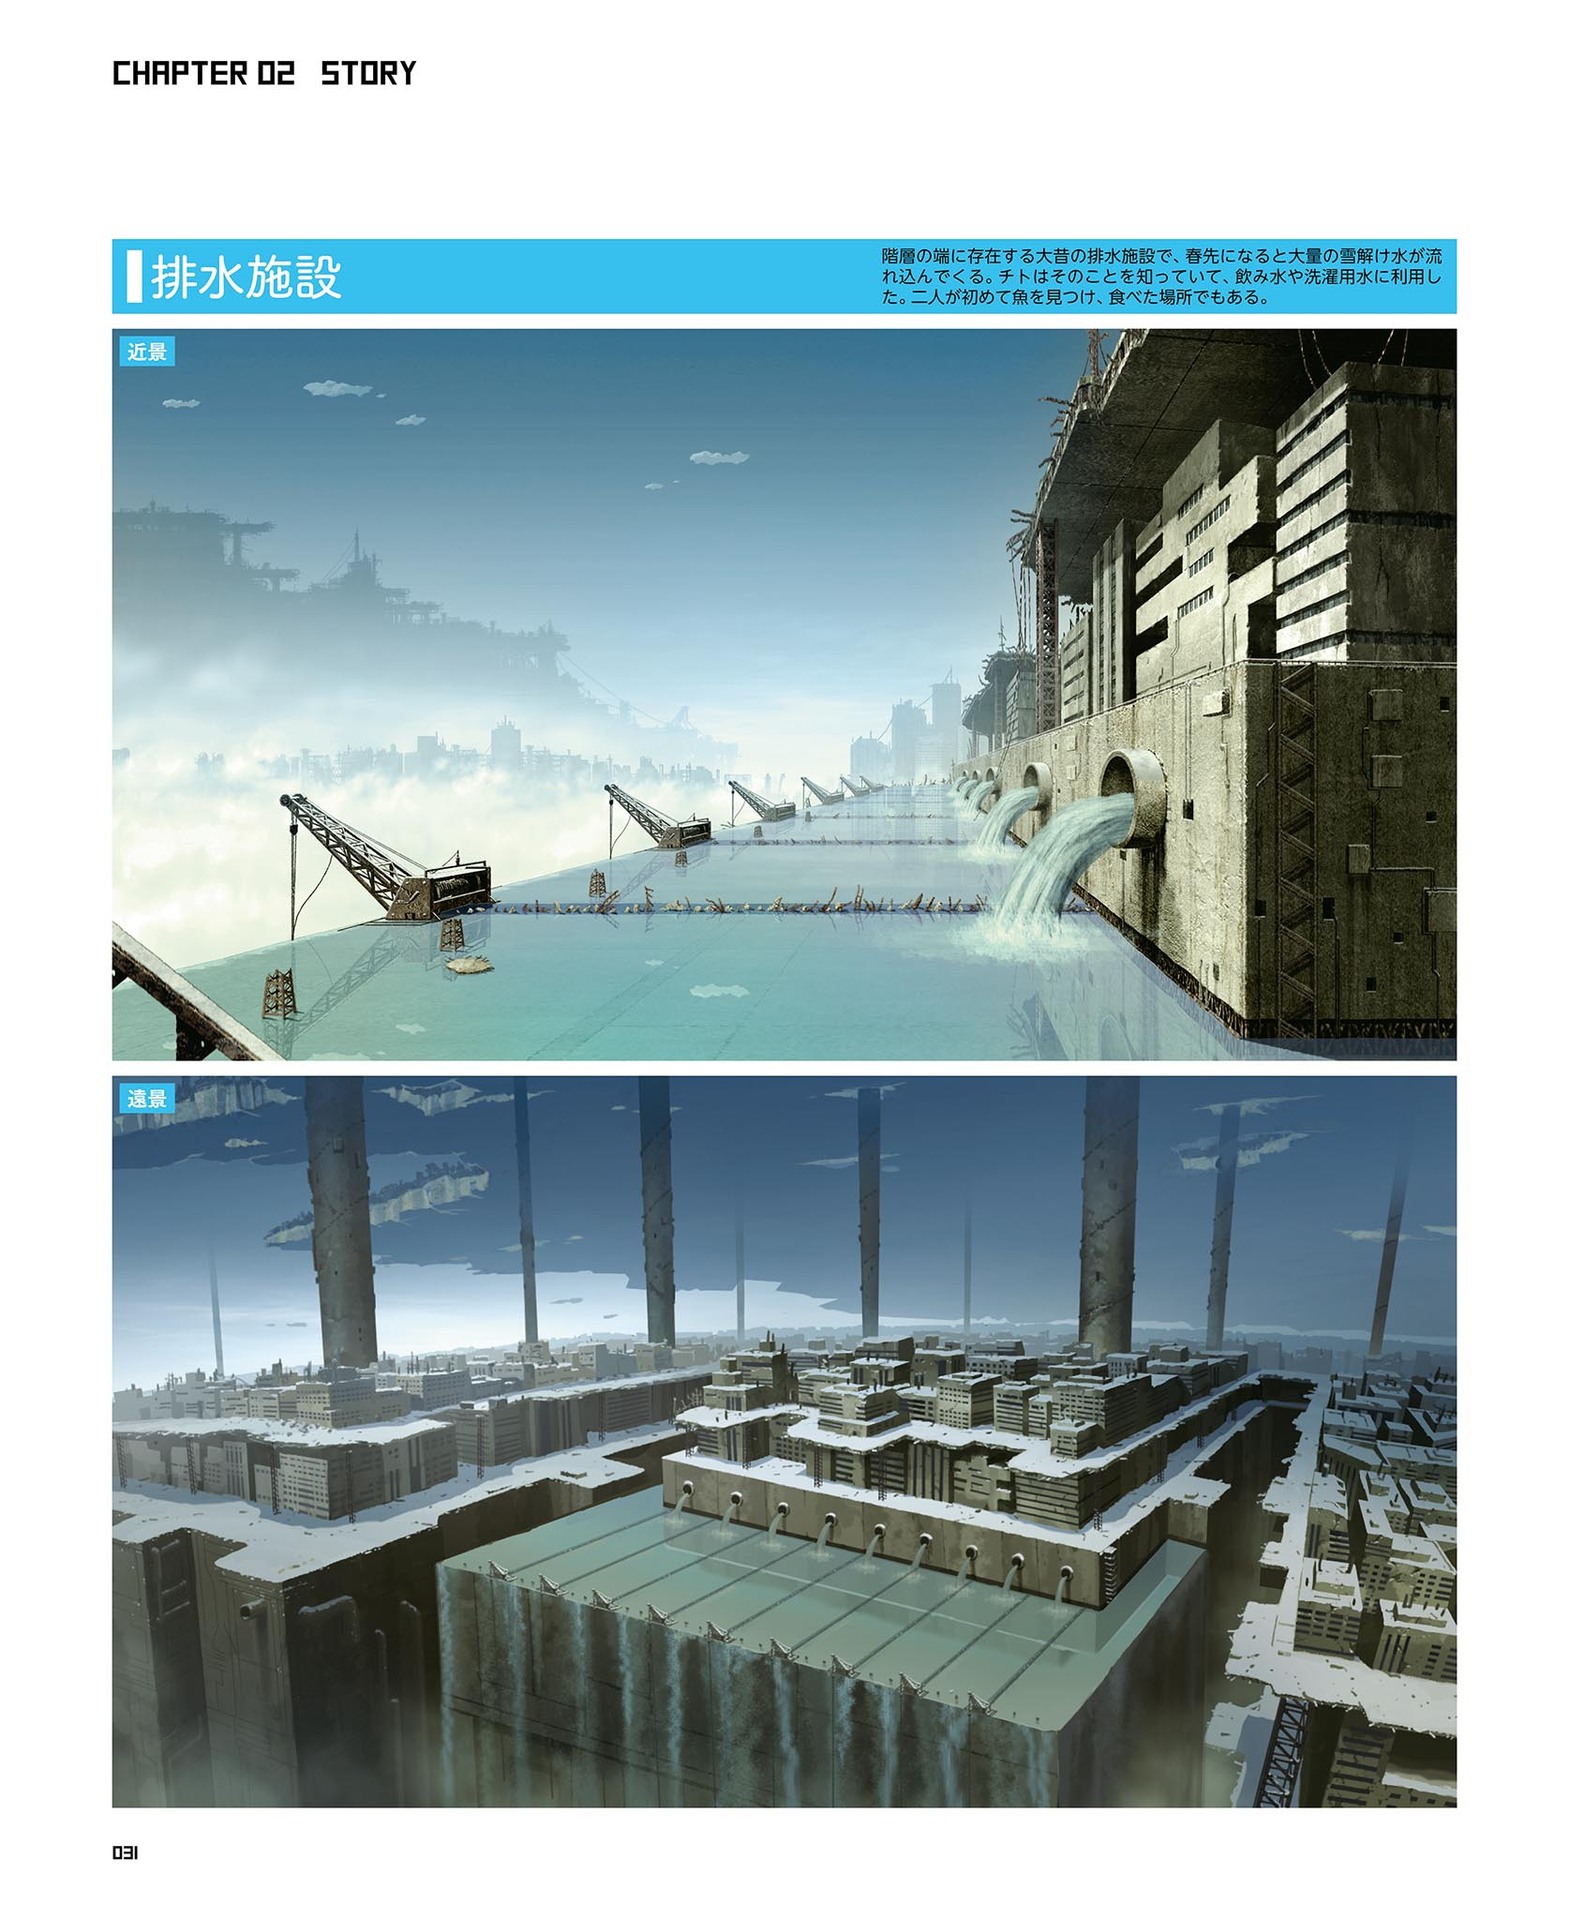 CHAPTER 02 STORY
排水施設
階層の端に存在する大昔の排水施設で、春先になると大量の雪解け水が流
れ込んでくる。チトはそのことを知っていて、飲み水や洗濯用水に利用し
た。二人が初めて魚を見つけ、食べた場所でもある。
近景
遠景
031